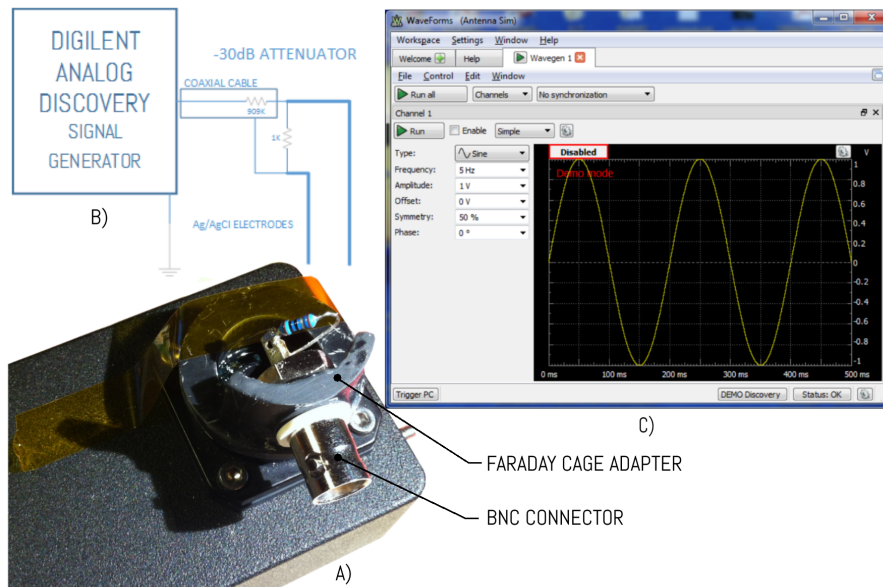 DIGILENT
ANALOG
DISCOVERY
SIGNAL
GENERATOR
-30dB ATTENUATOR
COAXIAL CABLE
909K
1K
B)
Ag/AgCl ELECTRODES
WaveForms (Antenna Sim)
Workspace Settings Window Help
Welcome Help Wavegen 1
File Control Edit Window
Run all Channels No synchronization
Channel 1
Run Enable Simple
Type: Sine
Frequency: 5 Hz
Amplitude: 1 V
Offset: 0 V
Symmetry: 50 %
Phase: 0 °
Disabled V
Demo mode
1
0.8
0.6
0.4
0.2
0
-0.2
-0.4
-0.6
-0.8
-1
0 ms 100 ms 200 ms 300 ms 400 ms 500 ms
Trigger PC DEMO Discovery Status: OK
C)
FARADAY CAGE ADAPTER
BNC CONNECTOR
A)